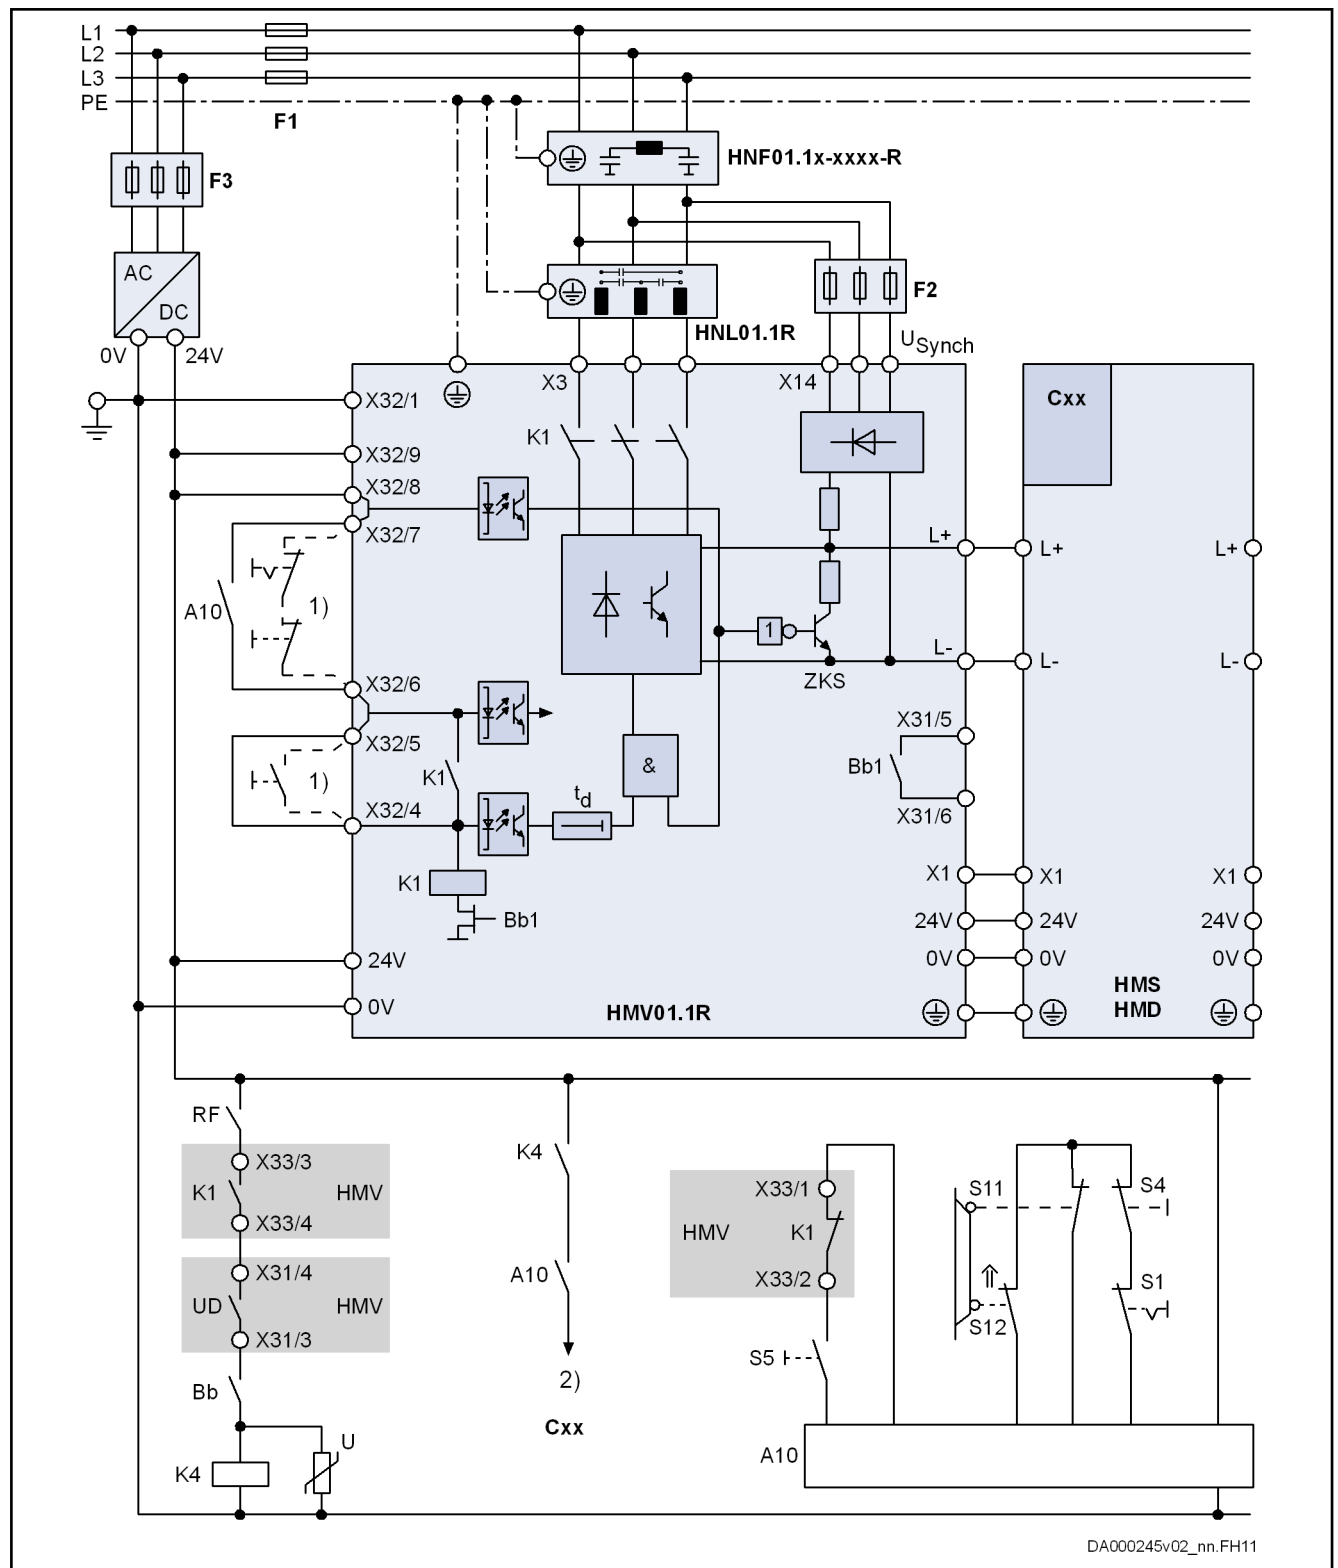 L1
L2
L3
PE
F1
HNF01.1x-xxxx-R
F3
AC
DC
F2
HNL01.1R
0V
24V
USynch
X3
X14
X32/1
Cxx
K1
X32/9
X32/8
X32/7
L+
L+
L+
1)
A10
1
L-
L-
L-
X32/6
ZKS
X32/5
X31/5
K1
&
Bb1
1)
td
X32/4
X31/6
K1
X1
X1
X1
Bb1
24V
24V
24V
24V
0V
0V
0V
0V
HMV01.1R
HMS
HMD
RF
X33/3
K1
HMV
X33/4
X31/4
UD
HMV
X31/3
Bb
U
K4
K4
A10
2)
Cxx
X33/1
HMV
K1
X33/2
S5
S11
S4
S12
S1
A10
DA000245v02_nn.FH11